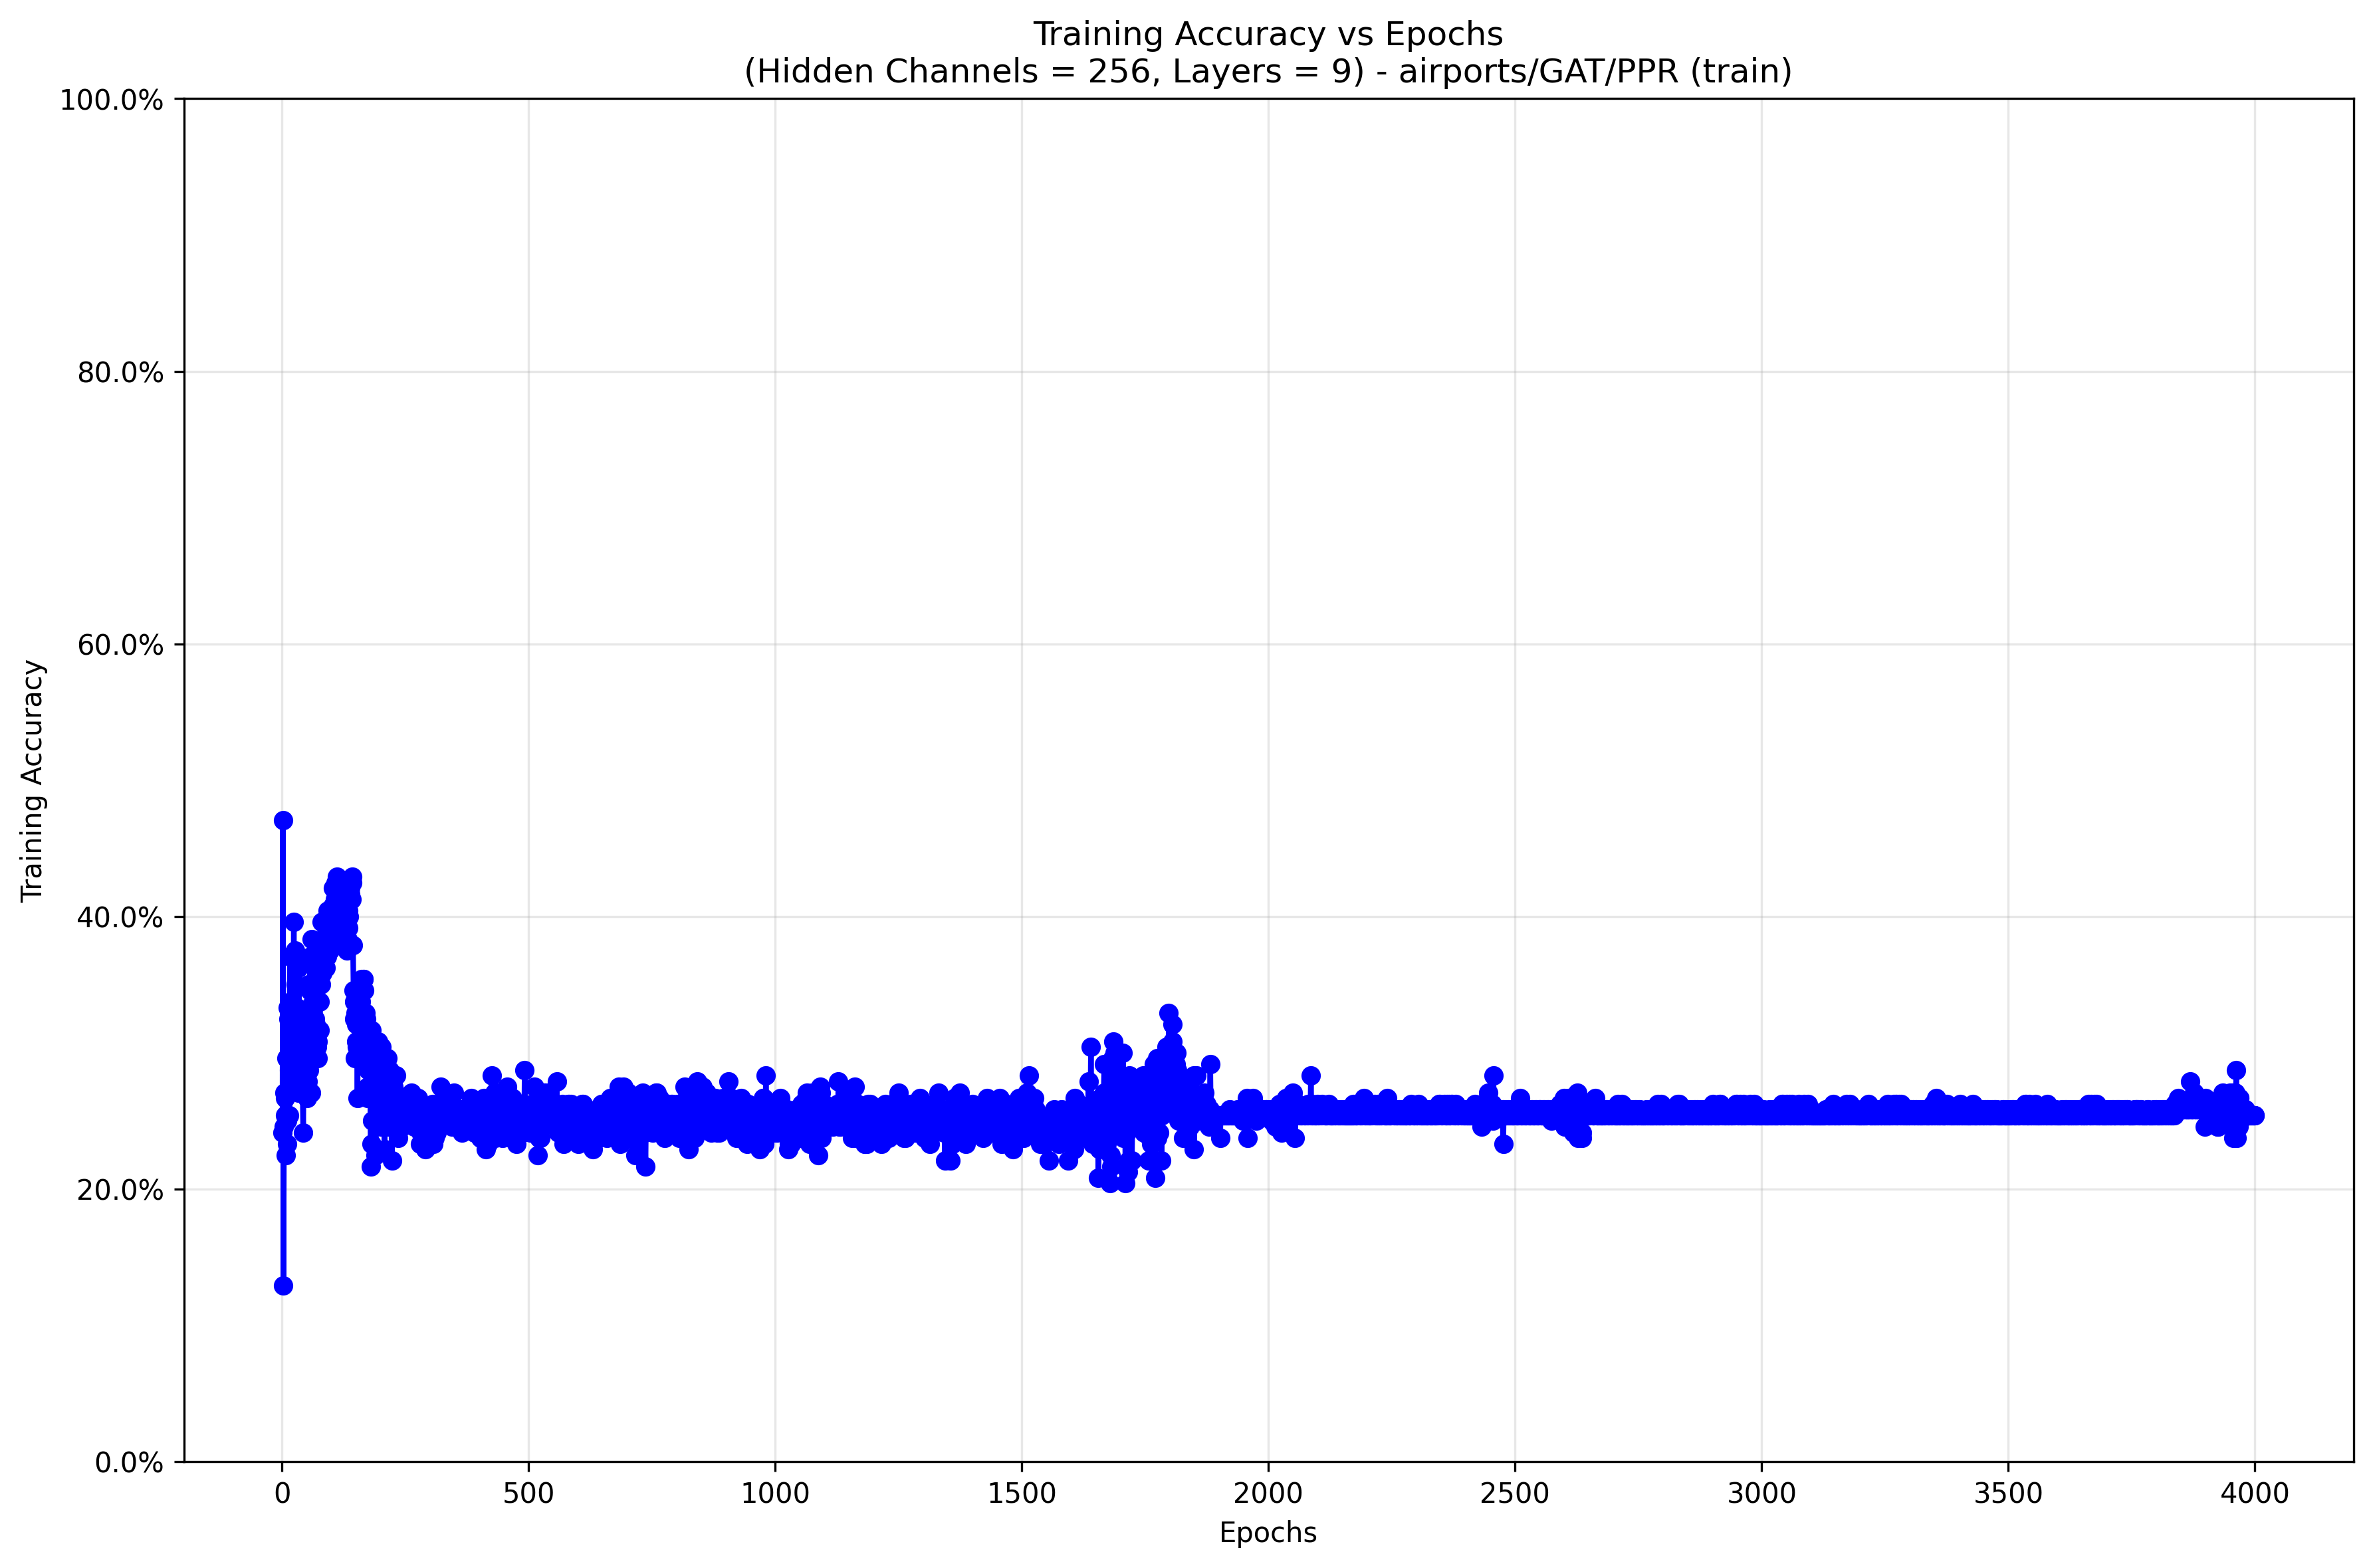 Training Accuracy vs Epochs
(Hidden Channels = 256, Layers = 9) - airports/GAT/PPR (train)
100.0%
80.0%
60.0%
40.0%
20.0%
0.0%
Training Accuracy
0 500 1000 1500 2000 2500 3000 3500 4000
Epochs